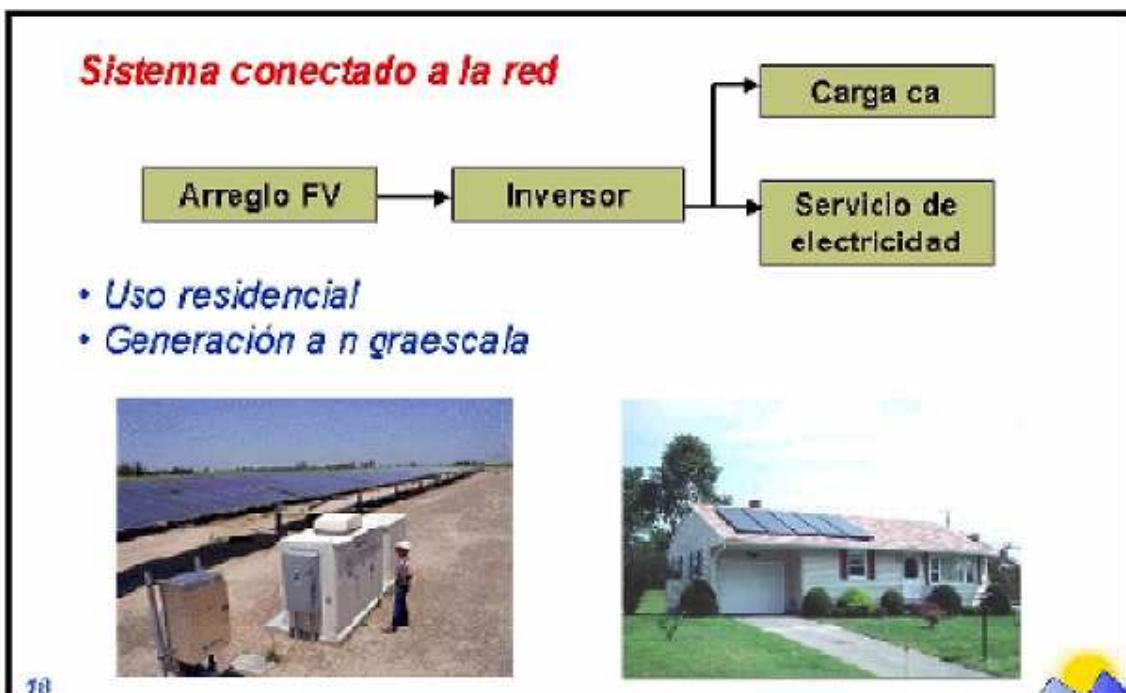 Sistema conectado a la red
Carga ca
Arreglo FV
Inversor
Servicio de
electricidad
• Uso residencial
• Generación a n graescala